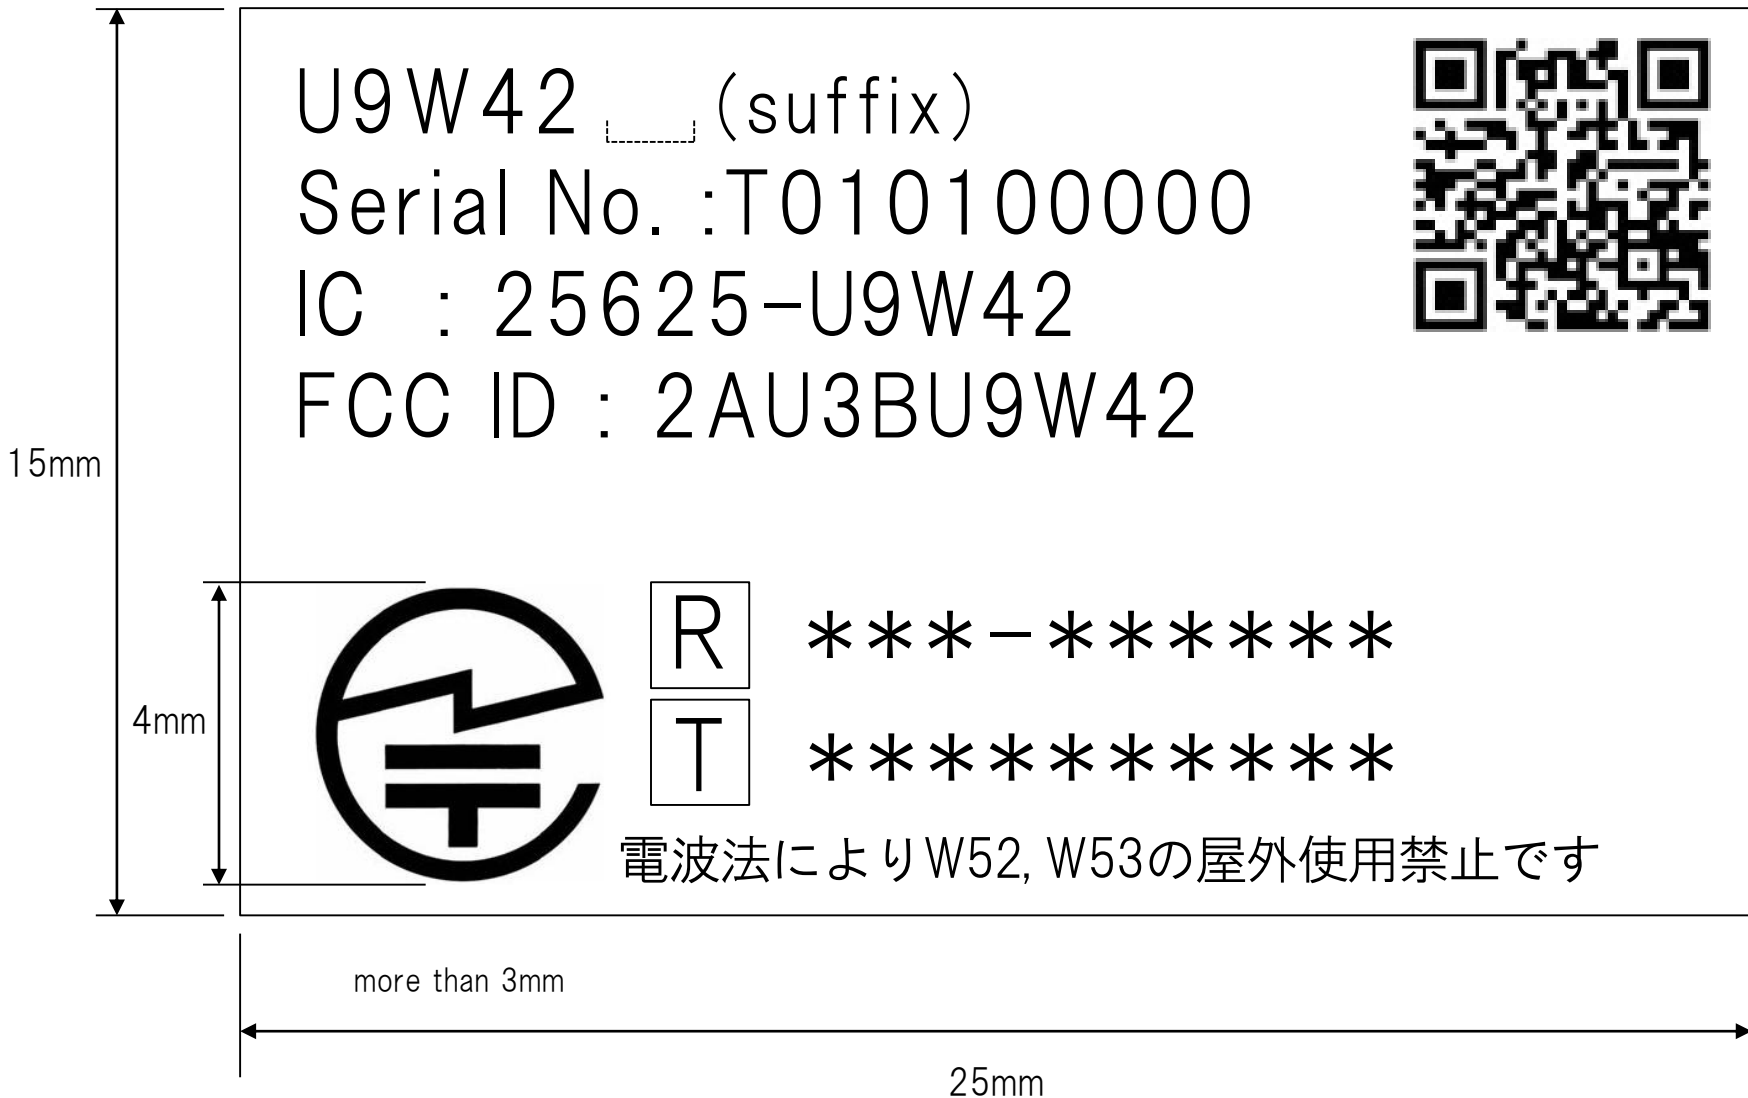 U9W42 (suffix)
Serial No. :T010100000
IC : 25625-U9W42
FCC ID : 2AU3BU9W42
15mm
4mm
R ***-******
T **********
電波法によりW52, W53の屋外使用禁止です
more than 3mm
25mm